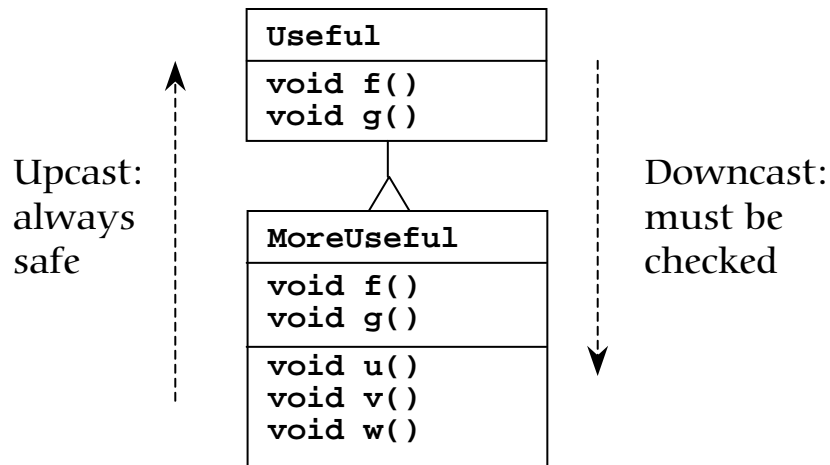 Useful
void f()
void g()
Upcast:
always
safe
Downcast:
must be
checked
MoreUseful
void f()
void g()
void u()
void v()
void w()